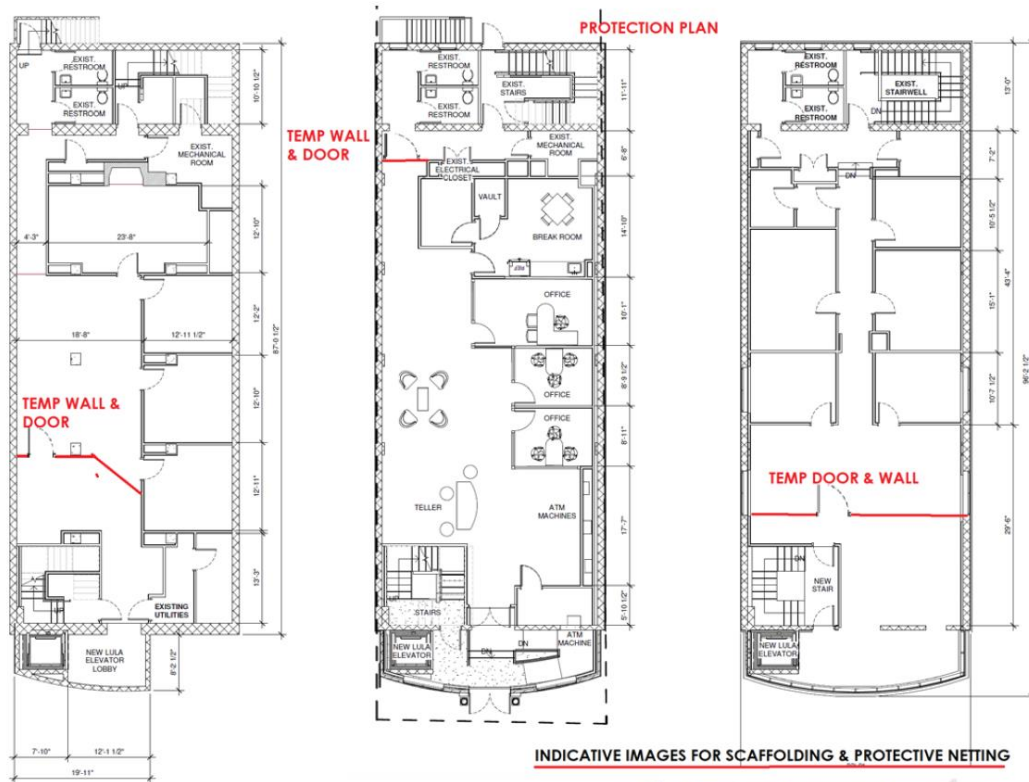 PROTECTION PLAN
UP
EXIST.
RESTROOM
EXIST.
RESTROOM
UP
EXIST.
MECHANICAL
ROOM
10'-10 1/2"
12'-10"
4'-3"
23'-8"
12'-2"
87'-0 1/2"
18'-8"
12'-11 1/2"
12'-10"
TEMP WALL &
DOOR
12'-11"
13'-3"
UP
EXISTING
UTILITIES
NEW LULA
ELEVATOR
LOBBY
8'-2 1/2"
7'-10"
12'-1 1/2"
19'-11"
TEMP WALL
& DOOR
EXIST.
RESTROOM
EXIST.
RESTROOM
EXIST.
STAIRS
EXIST.
MECHANICAL
ROOM
EXIST.
ELECTRICAL
CLOSET
VAULT
BREAK ROOM
REF
OFFICE
OFFICE
OFFICE
TELLER
ATM
MACHINES
UP
STAIRS
NEW LULA
ELEVATOR
DN
DN
ATM
MACHINE
11'-11"
6'-8"
14'-10"
10'-1"
8'-9 1/2"
8'-11"
17'-7"
5'-10 1/2"
EXIST.
RESTROOM
EXIST.
RESTROOM
EXIST.
STAIRWELL
DN
DN
TEMP DOOR & WALL
DN
NEW
STAIR
NEW LULA
ELEVATOR
13'-0"
7'-2"
10'-5 1/2"
43'-4"
15'-1"
10'-7 1/2"
96'-2 1/2"
29'-6"
INDICATIVE IMAGES FOR SCAFFOLDING & PROTECTIVE NETTING